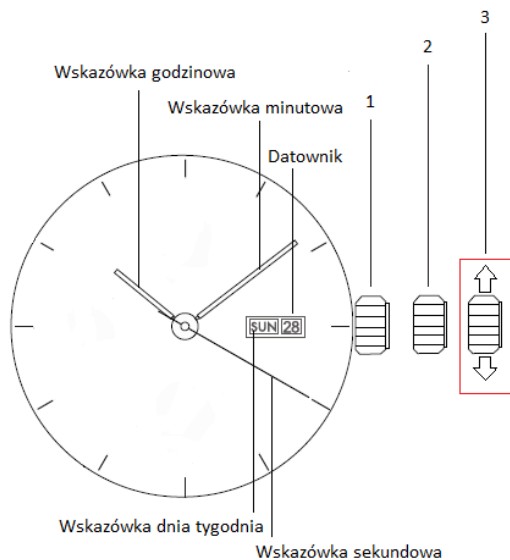 3
2
Wskazówka godzinowa
1
Wskazówka minutowa
Datownik
SUN 28
Wskazówka dnia tygodnia
Wskazówka sekundowa